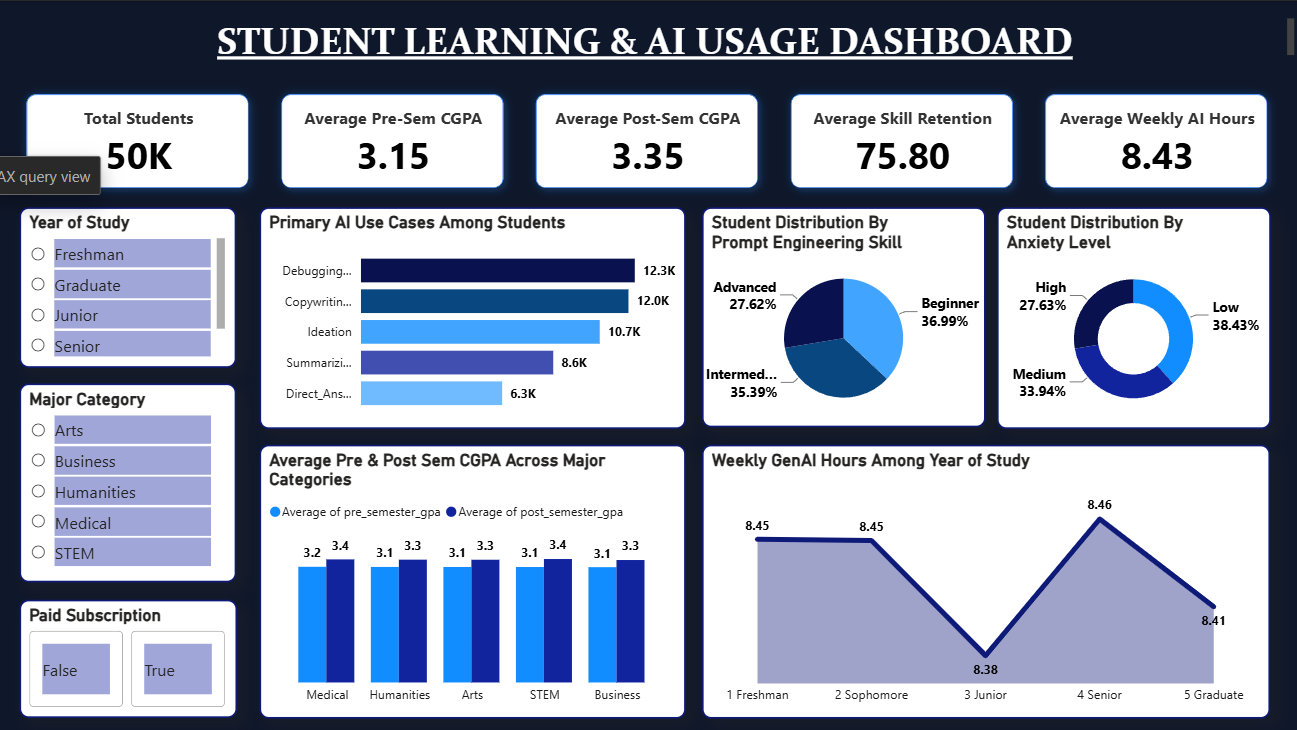 STUDENT LEARNING & AI USAGE DASHBOARD
Total Students
50K
Average Pre-Sem CGPA
3.15
Average Post-Sem CGPA
3.35
Average Skill Retention
75.80
Average Weekly AI Hours
8.43
AX query view
Year of Study
Freshman
Graduate
Junior
Senior
Major Category
Arts
Business
Humanities
Medical
STEM
Paid Subscription
False
True
Primary AI Use Cases Among Students
Debugging... 12.3K
Copywritin... 12.0K
Ideation 10.7K
Summarizi... 8.6K
Direct_Ans... 6.3K
Student Distribution By
Prompt Engineering Skill
Advanced
27.62%
Beginner
36.99%
Intermed...
35.39%
Student Distribution By
Anxiety Level
High
27.63%
Low
38.43%
Medium
33.94%
Average Pre & Post Sem CGPA Across Major
Categories
Average of pre_semester_gpa Average of post_semester_gpa
3.2 3.4 3.1 3.3 3.1 3.3 3.1 3.4 3.1 3.3
Medical Humanities Arts STEM Business
Weekly GenAI Hours Among Year of Study
8.45 8.45 8.38 8.46 8.41
1 Freshman 2 Sophomore 3 Junior 4 Senior 5 Graduate